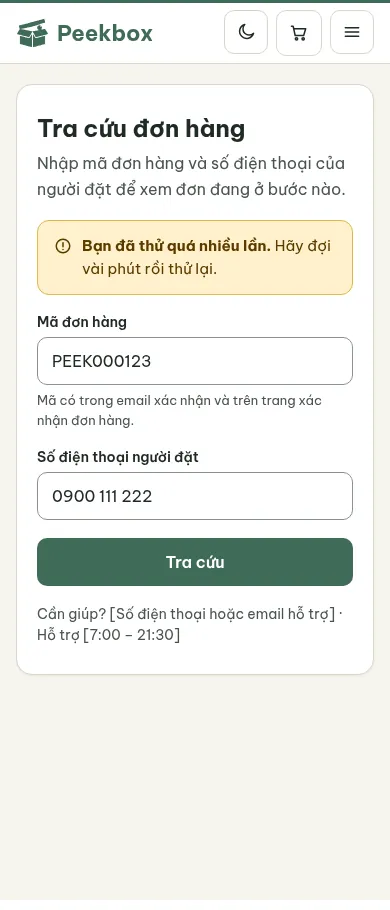 Peekbox
Tra cứu đơn hàng
Nhập mã đơn hàng và số điện thoại của
người đặt để xem đơn đang ở bước nào.
Bạn đã thử quá nhiều lần. Hãy đợi
vài phút rồi thử lại.
Mã đơn hàng
PEEK000123
Mã có trong email xác nhận và trên trang xác
nhận đơn hàng.
Số điện thoại người đặt
0900 111 222
Tra cứu
Cần giúp? [Số điện thoại hoặc email hỗ trợ] ·
Hỗ trợ [7:00 – 21:30]